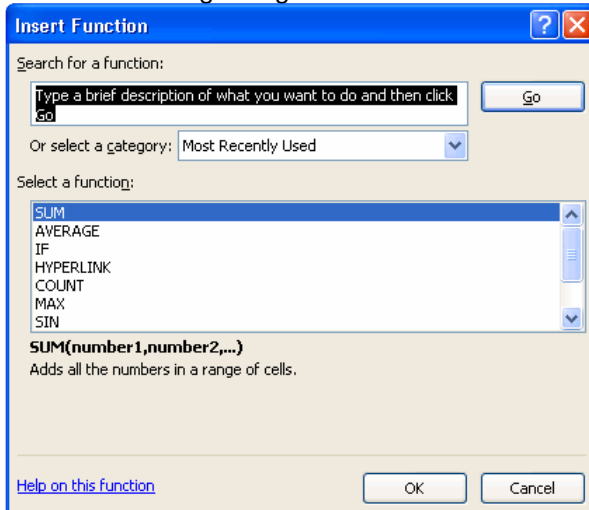 Insert Function
Search for a function:
Type a brief description of what you want to do and then click
Go
Go
Or select a category: Most Recently Used
Select a function:
SUM
AVERAGE
IF
HYPERLINK
COUNT
MAX
SIN
SUM(number1,number2,...)
Adds all the numbers in a range of cells.
Help on this function OK Cancel